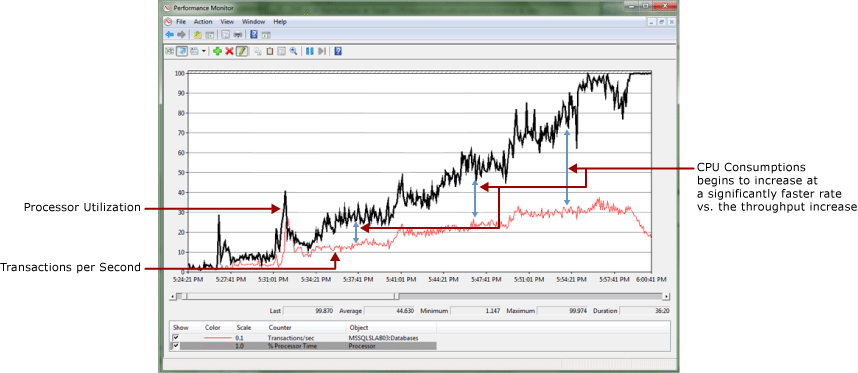 Performance Monitor
File Action View Window Help
100
90
80
70
60
50
40
30
20
10
0
5:24:21 PM 5:27:41 PM 5:31:01 PM 5:34:21 PM 5:37:41 PM 5:41:01 PM 5:44:21 PM 5:47:41 PM 5:51:01 PM 5:54:21 PM 5:57:41 PM 6:00:41 PM
Processor Utilization
Transactions per Second
CPU Consumptions
begins to increase at
a significantly faster rate
vs. the throughput increase
Last 99.870 Average 44.630 Minimum 1.147 Maximum 99.974 Duration 36:20
Show Color Scale Counter Object
0.1 Transactions/sec MSSQLSLAB03:Databases
1.0 % Processor Time Processor